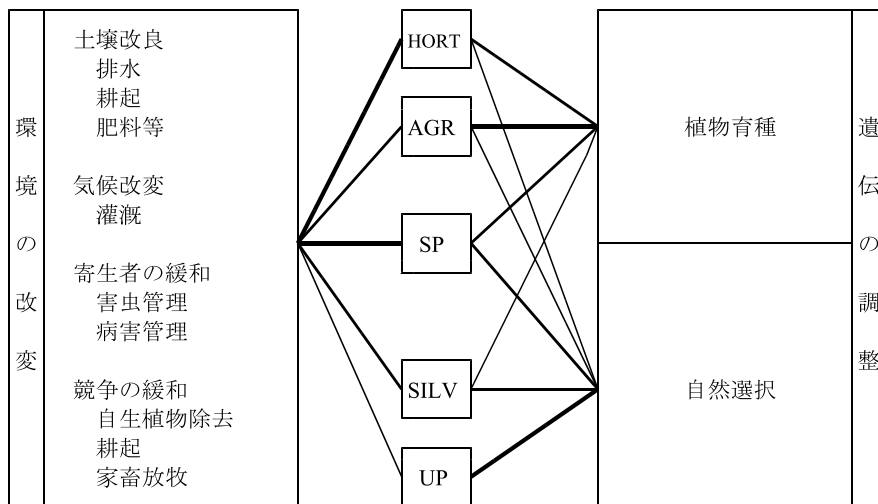 環境の改変
土壌改良
排水
耕起
肥料等
気候改変
灌漑
寄生者の緩和
害虫管理
病害管理
競争の緩和
自生植物除去
耕起
家畜放牧
HORT
AGR
SP
SILV
UP
植物育種
自然選択
遺伝の調整